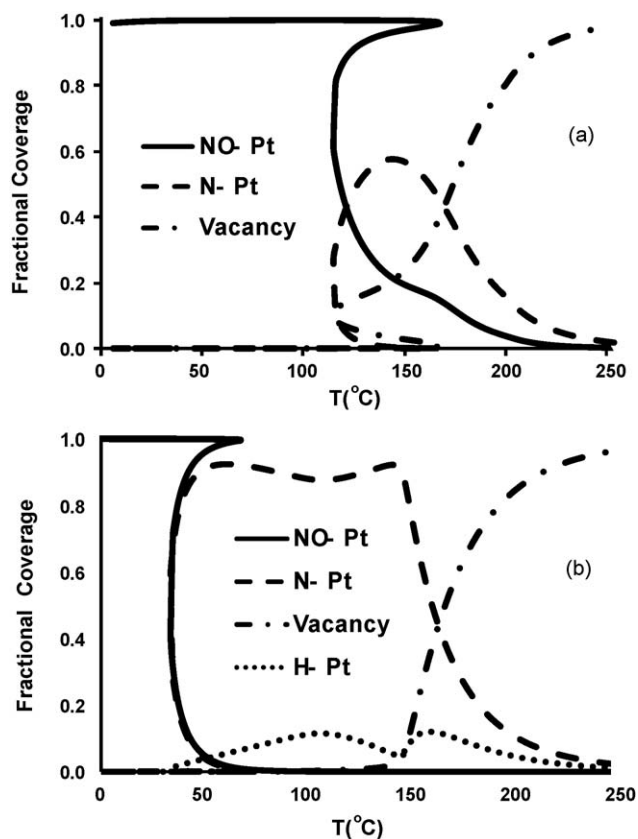 1.0
0.8
0.6
0.4
0.2
0.0
Fractional Coverage
NO- Pt
N- Pt
Vacancy
(a)
0 50 100 150 200 250
T(°C)
1.0
0.8
0.6
0.4
0.2
0.0
Fractional Coverage
NO- Pt
N- Pt
Vacancy
H- Pt
(b)
0 50 100 150 200 250
T(°C)